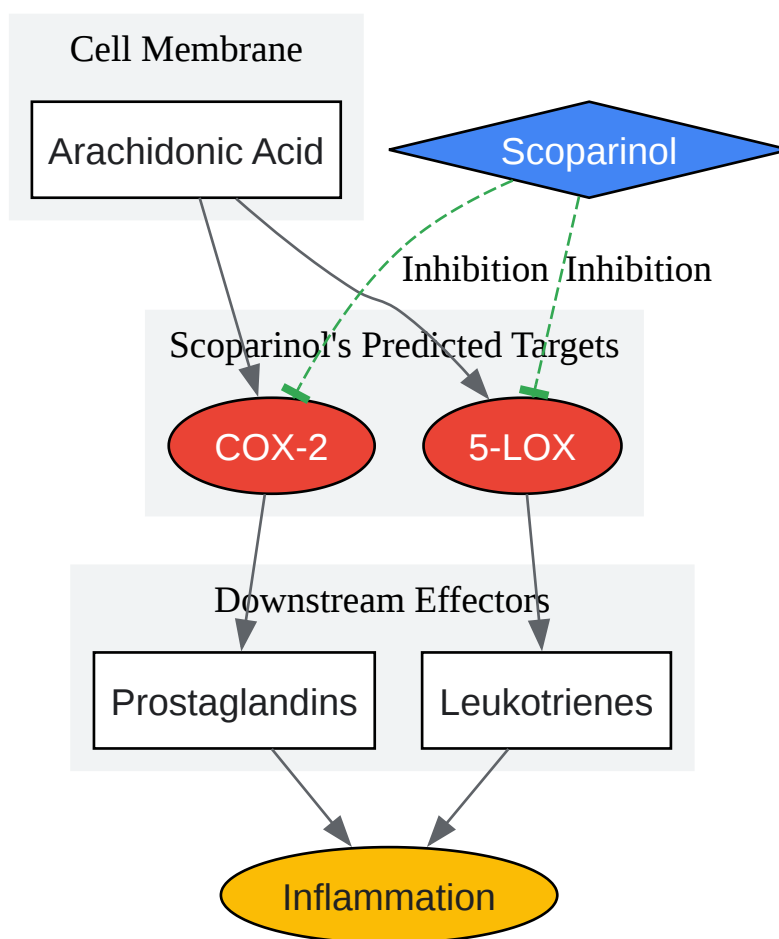 Cell Membrane
Arachidonic Acid
Scoparinol
Inhibition
Inhibition
Scoparinol's Predicted Targets
COX-2
5-LOX
Downstream Effectors
Prostaglandins
Leukotrienes
Inflammation